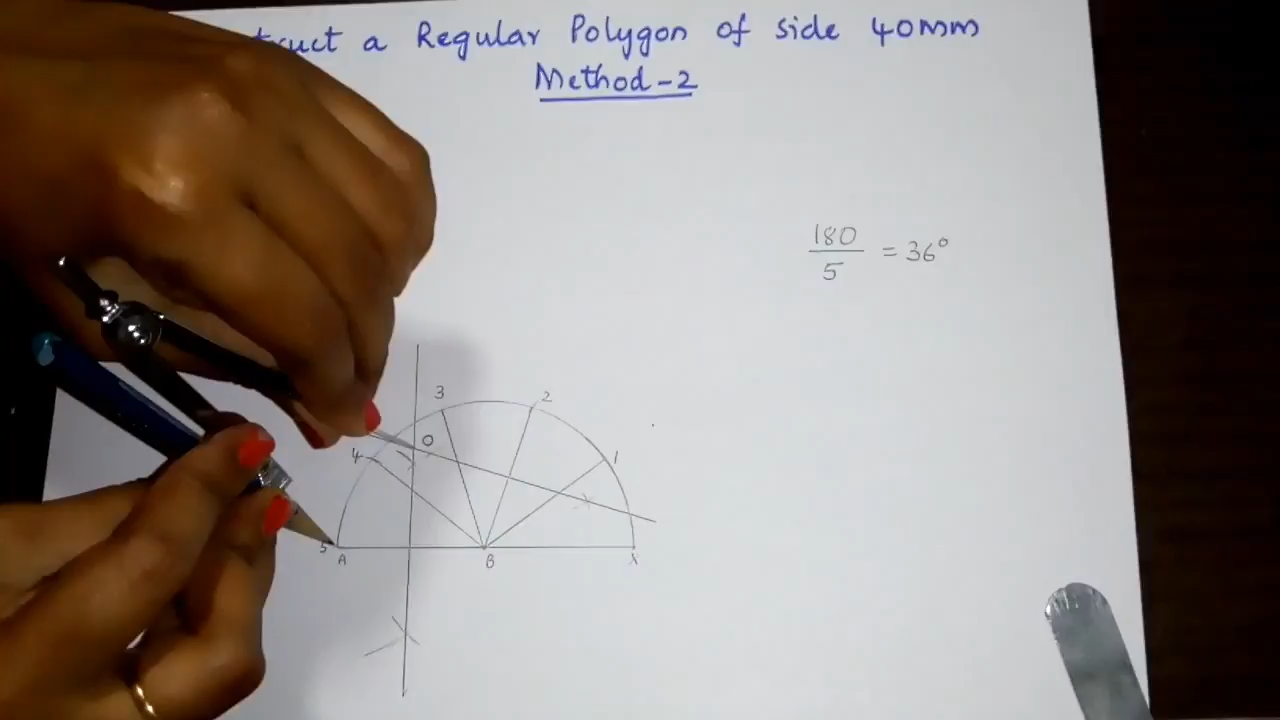 a Regular Polygon of side 40mm
Method-2
180
5
= 36°
3
2
O
4
1
5
A
B
X